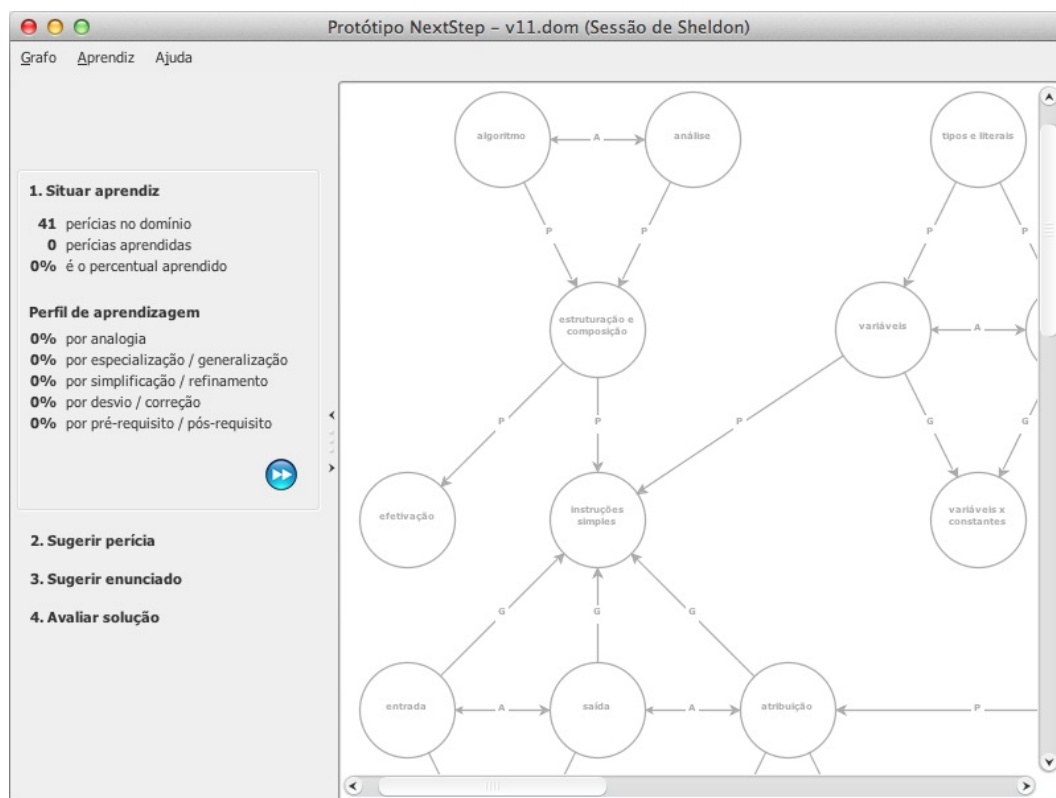 Protótipo NextStep – v11.dom (Sessão de Sheldon)
Grafo Aprendiz Ajuda
1. Situar aprendiz
41 perícias no domínio
0 perícias aprendidas
0% é o percentual aprendido
Perfil de aprendizagem
0% por analogia
0% por especialização / generalização
0% por simplificação / refinamento
0% por desvio / correção
0% por pré-requisito / pós-requisito
2. Sugerir perícia
3. Sugerir enunciado
4. Avaliar solução
algoritmo
A
análise
tipos e literais
P
P
P
P
estruturação e
composição
variáveis
A
P
P
P
G
G
efetivação
instruções
simples
variáveis x
constantes
G
G
G
entrada
A
saída
A
atribuição
P